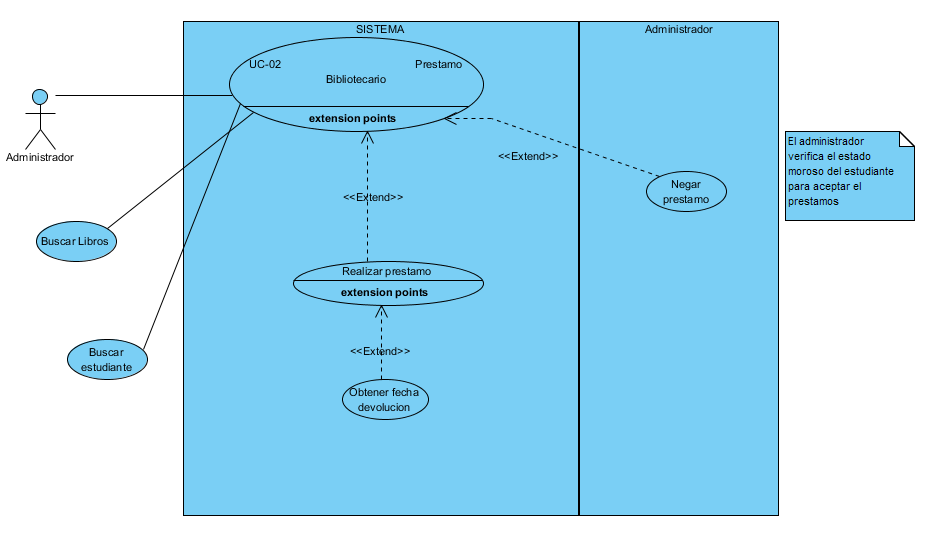 SISTEMA
Administrador
UC-02
Prestamo
Bibliotecario
extension points
Administrador
<<Extend>>
Negar
prestamo
El administrador
verifica el estado
moroso del estudiante
para aceptar el
prestamos
<<Extend>>
Buscar Libros
Realizar prestamo
extension points
Buscar
estudiante
<<Extend>>
Obtener fecha
devolucion